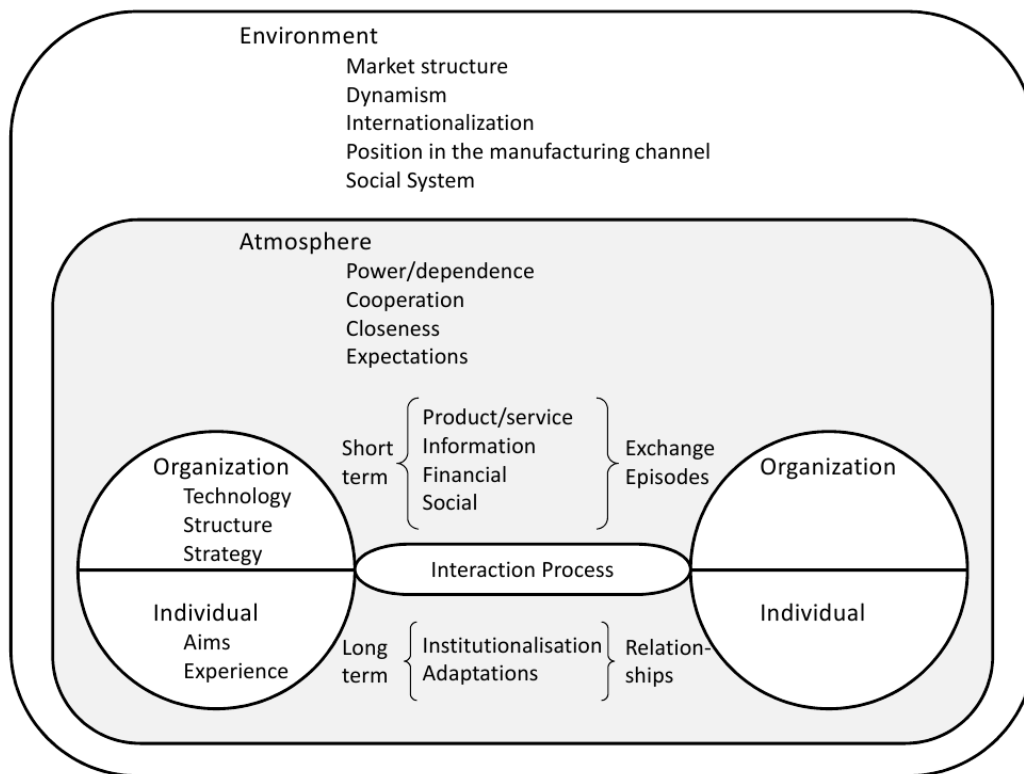 Environment
Market structure
Dynamism
Internationalization
Position in the manufacturing channel
Social System
Atmosphere
Power/dependence
Cooperation
Closeness
Expectations
Organization
Technology
Structure
Strategy
Individual
Aims
Experience
Short
term
Product/service
Information
Financial
Social
Exchange
Episodes
Interaction Process
Long
term
Institutionalisation
Adaptations
Relation-
ships
Organization
Individual